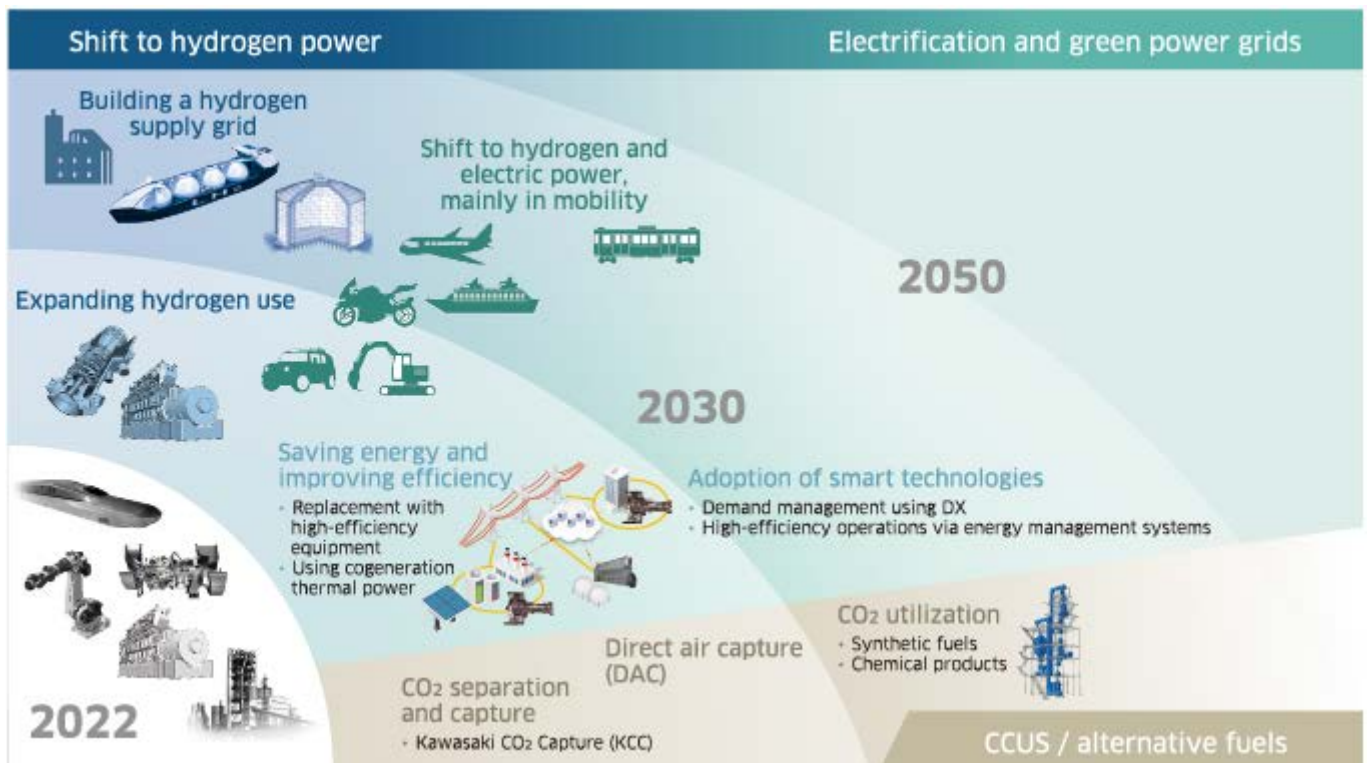 Shift to hydrogen power
Electrification and green power grids
Building a hydrogen
supply grid
Shift to hydrogen and
electric power,
mainly in mobility
2050
Expanding hydrogen use
2030
Saving energy and
improving efficiency
・ Replacement with
high-efficiency
equipment
・ Using cogeneration
thermal power
Adoption of smart technologies
・ Demand management using DX
・ High-efficiency operations via energy management systems
2022
CO₂ separation
and capture
・ Kawasaki CO₂ Capture (KCC)
Direct air capture
(DAC)
CO₂ utilization
・ Synthetic fuels
・ Chemical products
CCUS / alternative fuels